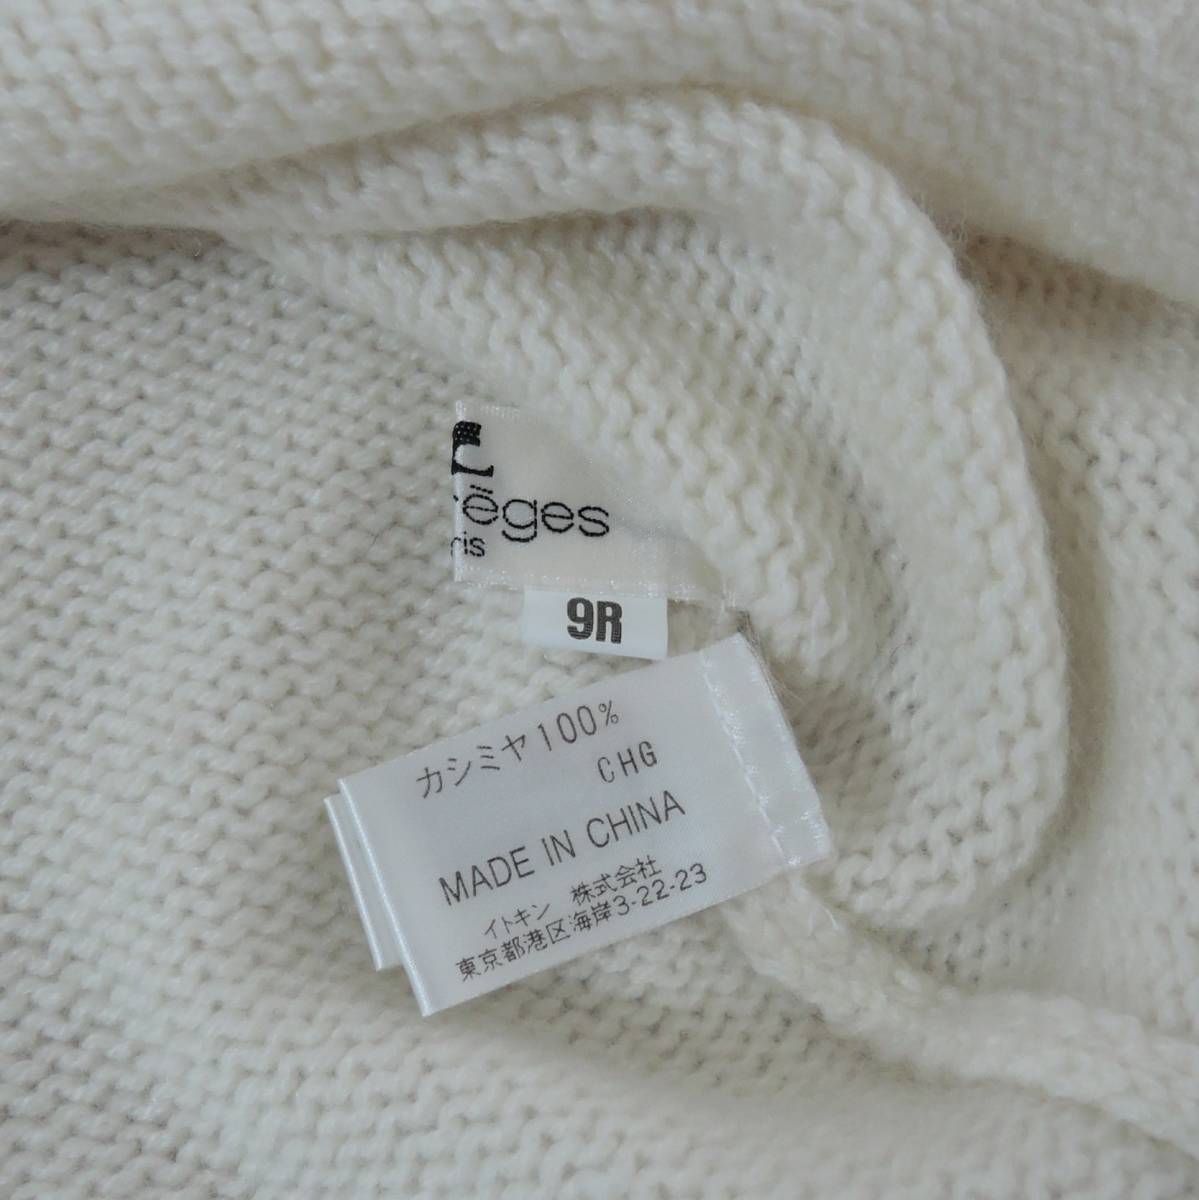 règes
ris
9R
カシミヤ100%
CHG
MADE IN CHINA
イトキン 株式会社
東京都港区海岸3-22-23